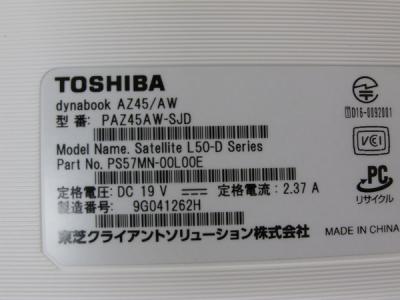 TOSHIBA
dynabook AZ45/AW
型 番: PAZ45AW-SJD
Model Name. Satellite L50-D Series
Part No. PS57MN-00L00E
定格電圧: DC 19 V 定格電流: 2.37 A
製造番号: 9G041262H
東芝クライアントソリューション株式会社
D16-0092001
VCI
PC
リサイクル
MADE IN CHINA